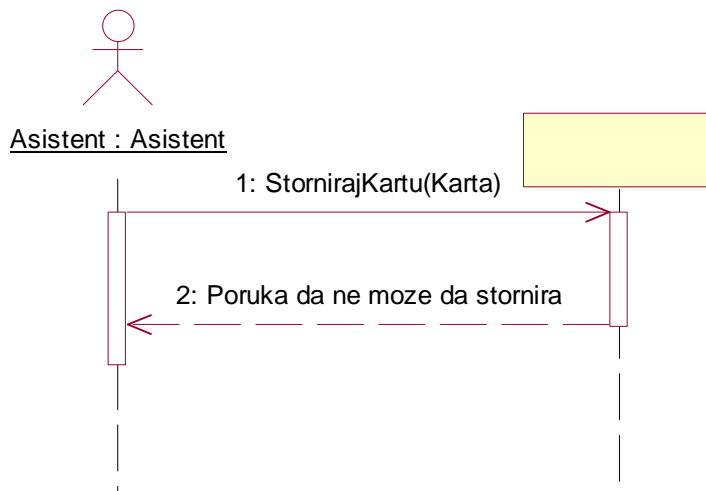 Asistent : Asistent
1: StornirajKartu(Karta)
2: Poruka da ne moze da stornira